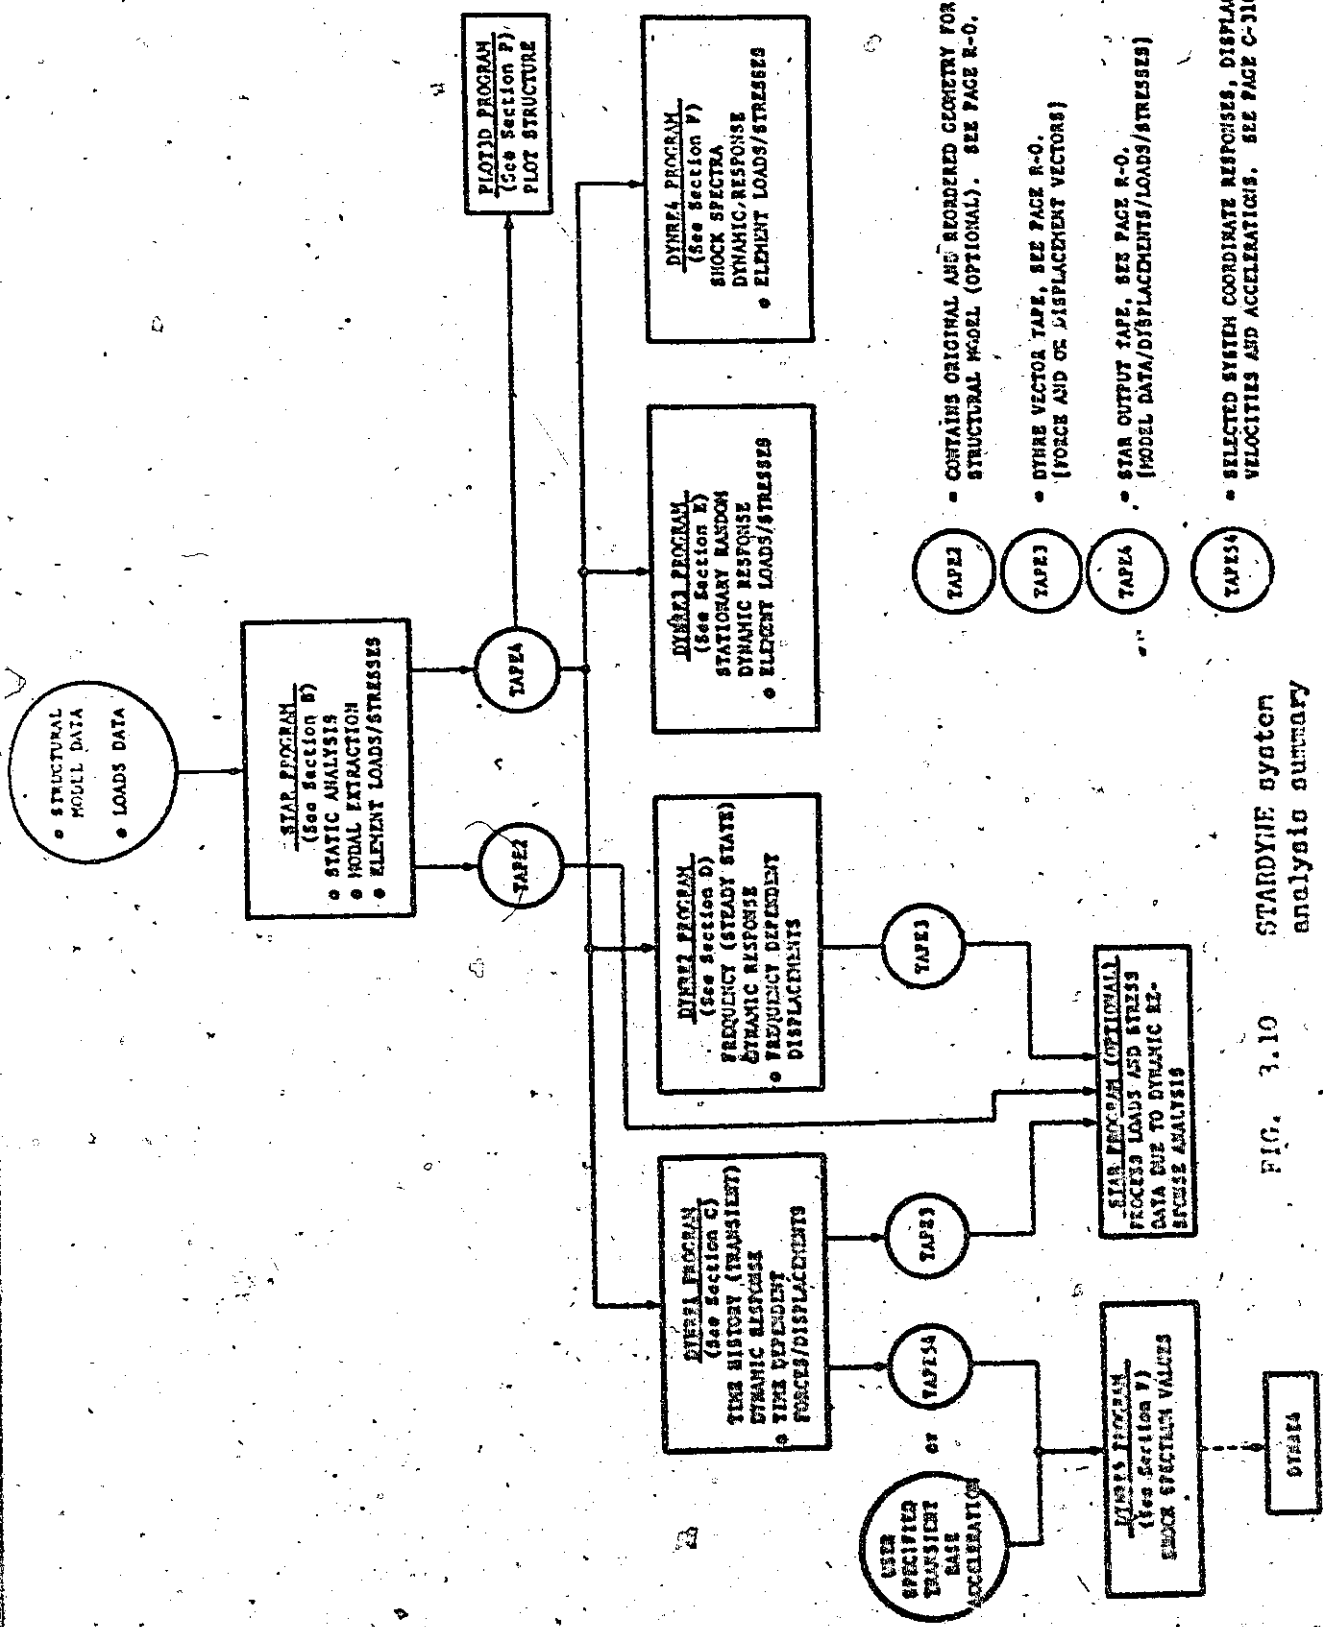 ● STRUCTURAL
MODEL DATA
● LOADS DATA
STAR PROGRAM
(See Section B)
● STATIC ANALYSIS
● MODAL EXTRACTION
● ELEMENT LOADS/STRESSES
TAPE2
TAPE4
PLOT3D PROGRAM
(See Section P)
PLOT STRUCTURE
DYNRE1 PROGRAM
(See Section C)
TIME HISTORY (TRANSIENT)
DYNAMIC RESPONSE
● TIME DEPENDENT
FORCES/DISPLACEMENTS
DYNRE2 PROGRAM
(See Section D)
FREQUENCY (STEADY STATE)
DYNAMIC RESPONSE
● FREQUENCY DEPENDENT
DISPLACEMENTS
DYNRE3 PROGRAM
(See Section E)
STATIONARY RANDOM
DYNAMIC RESPONSE
● ELEMENT LOADS/STRESSES
DYNRE4 PROGRAM
(See Section F)
SHOCK SPECTRA
DYNAMIC RESPONSE
● ELEMENT LOADS/STRESSES
USER
SPECIFIED
TRANSIENT
BASE
ACCELERATION
or
TAPE54
TAPE3
TAPE3
DYNRE5 PROGRAM
(See Section F)
SHOCK SPECTRUM VALUES
DYNRE4
STAR PROGRAM (OPTIONAL)
PROCESS LOADS AND STRESS
DATA DUE TO DYNAMIC RE-
SPONSE ANALYSIS
TAPE2
● CONTAINS ORIGINAL AND REORDERED GEOMETRY FOR
STRUCTURAL MODEL (OPTIONAL). SEE PAGE R-0.
TAPE3
● DYNRE VECTOR TAPE, SEE PAGE R-0.
[FORCE AND OR DISPLACEMENT VECTORS]
TAPE4
● STAR OUTPUT TAPE, SEE PAGE R-0.
[MODEL DATA/DISPLACEMENTS/LOADS/STRESSES]
TAPE54
● SELECTED SYSTEM COORDINATE RESPONSES, DISPLAC
VELOCITIES AND ACCELERATIONS. SEE PAGE C-310
FIG. 3.10 STARDYNE system
analysis summary